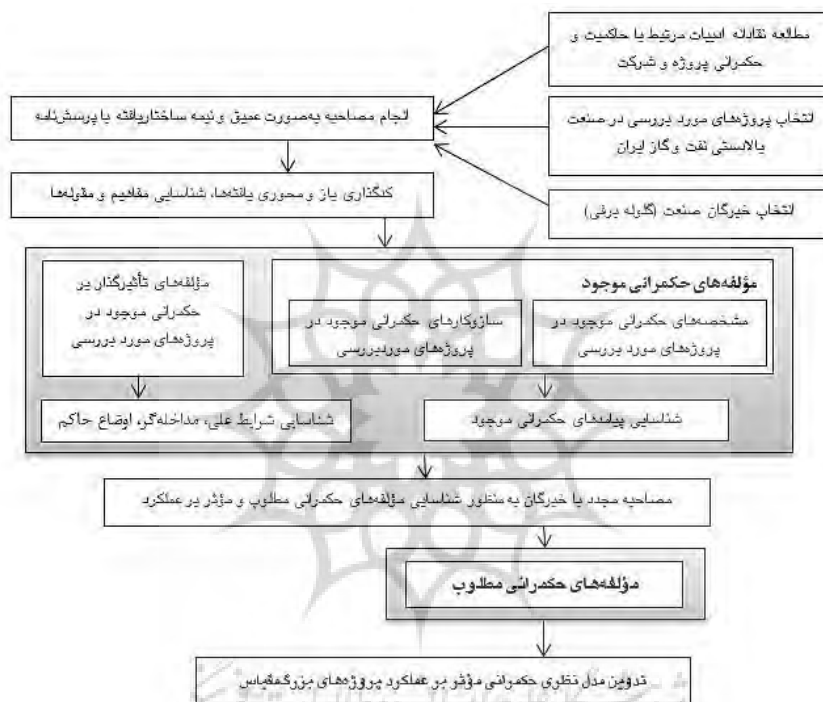 مطالعه نقادانه ادبیات مرتبط با حاکمیت و
حکمرانی پروژه و شرکت
انجام مصاحبه به‌صورت عمیق و نیمه ساختاریافته با پرسش‌نامه
انتخاب پروژه‌های مورد بررسی در صنعت
بالادستی نفت و گاز ایران
کدگذاری باز و محوری یافته‌ها، شناسایی مفاهیم و مقوله‌ها
انتخاب خبرگان صنعت (گلوله برفی)
مؤلفه‌های حکمرانی موجود
مشخصه‌های حکمرانی موجود در
پروژه‌های مورد بررسی
سازوکارهای حکمرانی موجود در
پروژه‌های موردبررسی
مؤلفه‌های تأثیرگذار بر
حکمرانی موجود در
پروژه‌های مورد بررسی
شناسایی پیامدهای حکمرانی موجود
شناسایی شرایط علی، مداخله‌گر، اوضاع حاکم
مصاحبه مجدد با خبرگان به منظور شناسایی مؤلفه‌های حکمرانی مطلوب و مؤثر بر عملکرد
مؤلفه‌های حکمرانی مطلوب
تدوین مدل نظری حکمرانی مؤثر بر عملکرد پروژه‌های بزرگ‌مقیاس